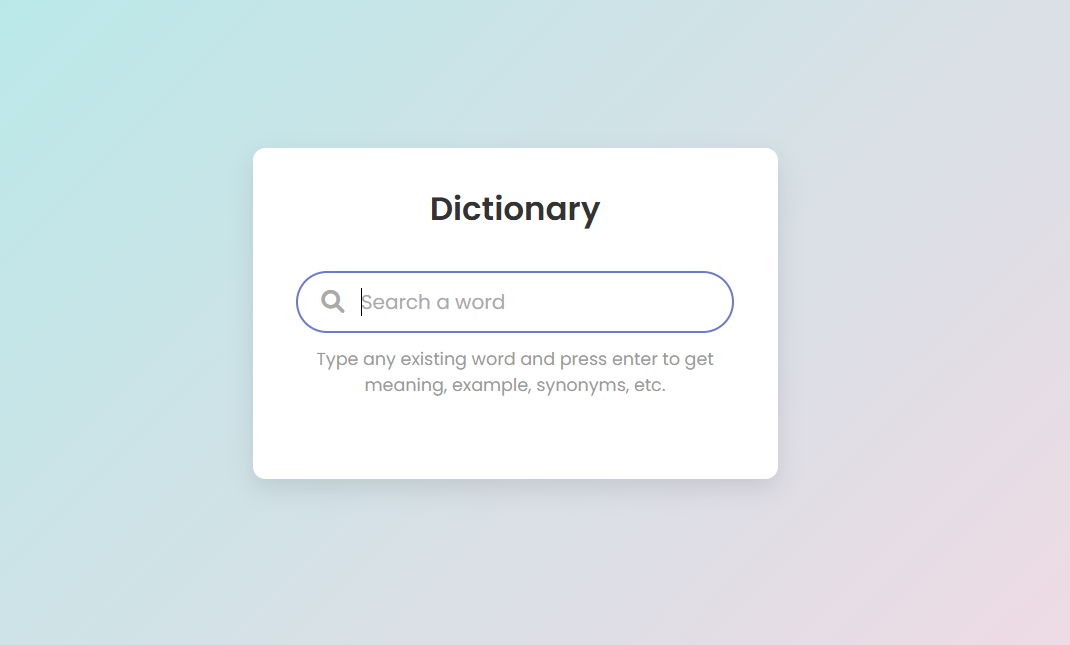 Dictionary
Search a word
Type any existing word and press enter to get
meaning, example, synonyms, etc.